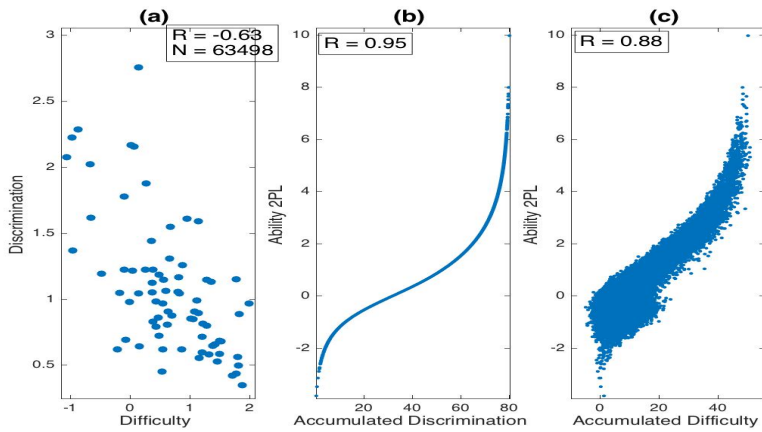 (a)
R = -0.63
N = 63498
3
2.5
2
1.5
1
0.5
Discrimination
-1
0
1
2
Difficulty
(b)
R = 0.95
10
8
6
4
2
0
-2
Ability 2PL
20
40
60
80
Accumulated Discrimination
(c)
R = 0.88
10
8
6
4
2
0
-2
Ability 2PL
0
20
40
Accumulated Difficulty